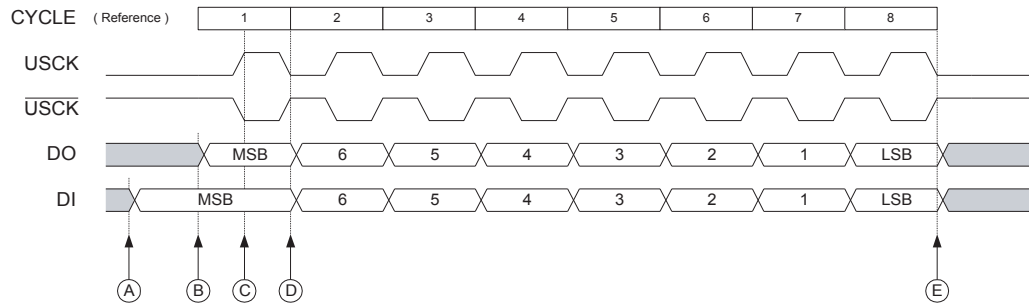 CYCLE ( Reference ) 1 2 3 4 5 6 7 8
USCK
USCK
DO MSB 6 5 4 3 2 1 LSB
DI MSB 6 5 4 3 2 1 LSB
A B C D E